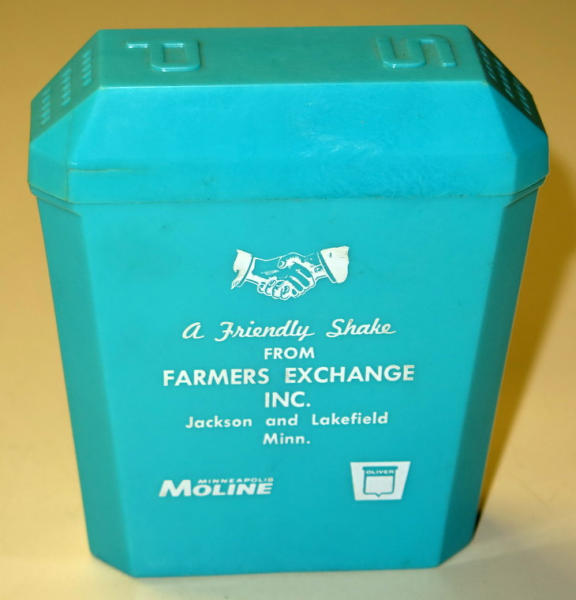 P S
A Friendly Shake
FROM
FARMERS EXCHANGE
INC.
Jackson and Lakefield
Minn.
MINNEAPOLIS
MOLINE
OLIVER